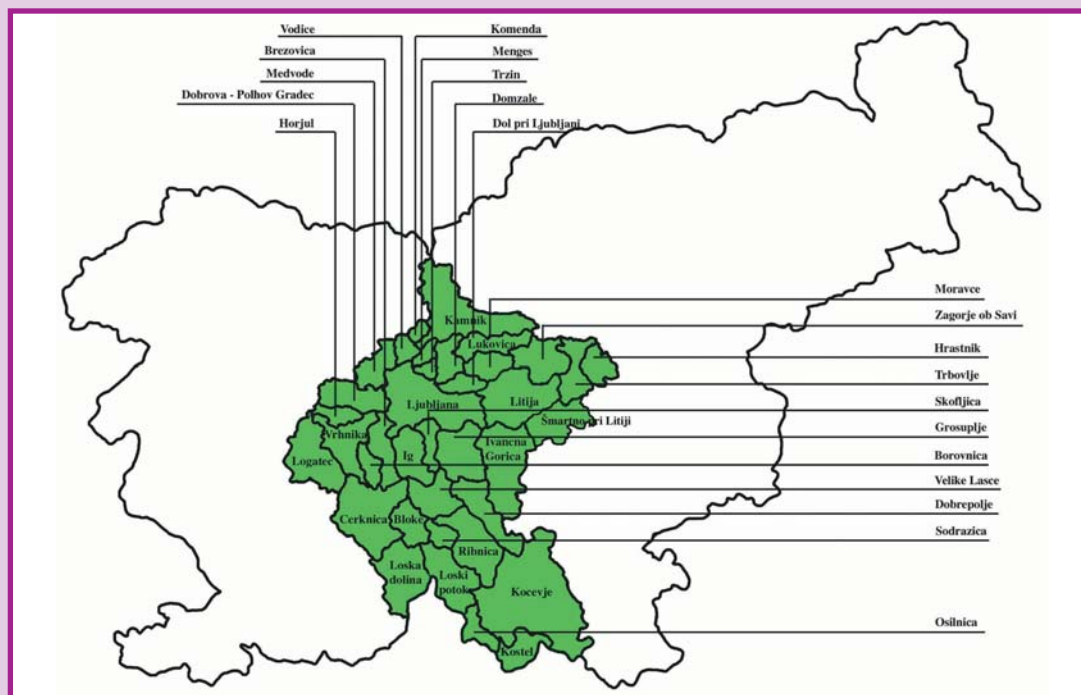 Vodice
Komenda
Brezovica
Menges
Medvode
Trzin
Dobrova - Polhov Gradec
Domzale
Horjul
Dol pri Ljubljani
Moravce
Kamnik
Zagorje ob Savi
Lukovica
Hrastnik
Trbovlje
Ljubljana
Litija
Skofljica
Šmartno pri Litiji
Grosuplje
Vrhnika
Ivancna
Gorica
Ig
Logatec
Borovnica
Velike Lasce
Dobrepolje
Cerknica
Bloke
Sodrazica
Ribnica
Loska
dolina
Loski
potok
Kocevje
Osilnica
Kostel